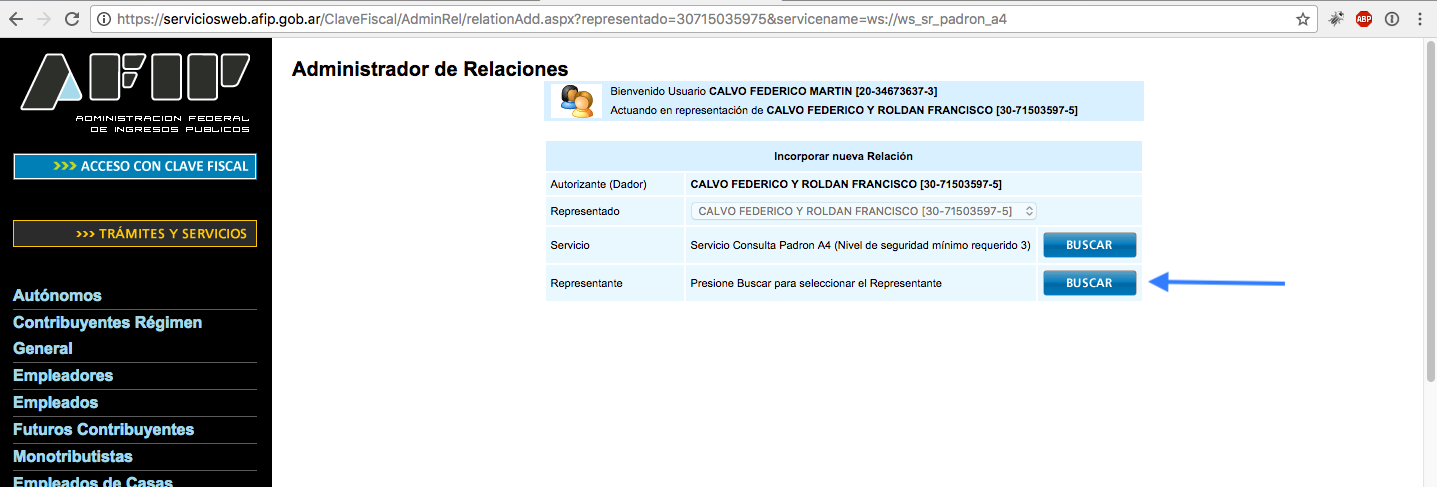 https://serviciosweb.afip.gob.ar/ClaveFiscal/AdminRel/relationAdd.aspx?representado=30715035975&servicename=ws://ws_sr_padron_a4
ABP
AFIP
ADMINISTRACION FEDERAL
DE INGRESOS PUBLICOS
>>> ACCESO CON CLAVE FISCAL
>>> TRÁMITES Y SERVICIOS
Autónomos
Contribuyentes Régimen
General
Empleadores
Empleados
Futuros Contribuyentes
Monotributistas
Empleados de Casas
Administrador de Relaciones
Bienvenido Usuario CALVO FEDERICO MARTIN [20-34673637-3]
Actuando en representación de CALVO FEDERICO Y ROLDAN FRANCISCO [30-71503597-5]
Incorporar nueva Relación
Autorizante (Dador) CALVO FEDERICO Y ROLDAN FRANCISCO [30-71503597-5]
Representado CALVO FEDERICO Y ROLDAN FRANCISCO [30-71503597-5]
Servicio Servicio Consulta Padron A4 (Nivel de seguridad mínimo requerido 3) BUSCAR
Representante Presione Buscar para seleccionar el Representante BUSCAR